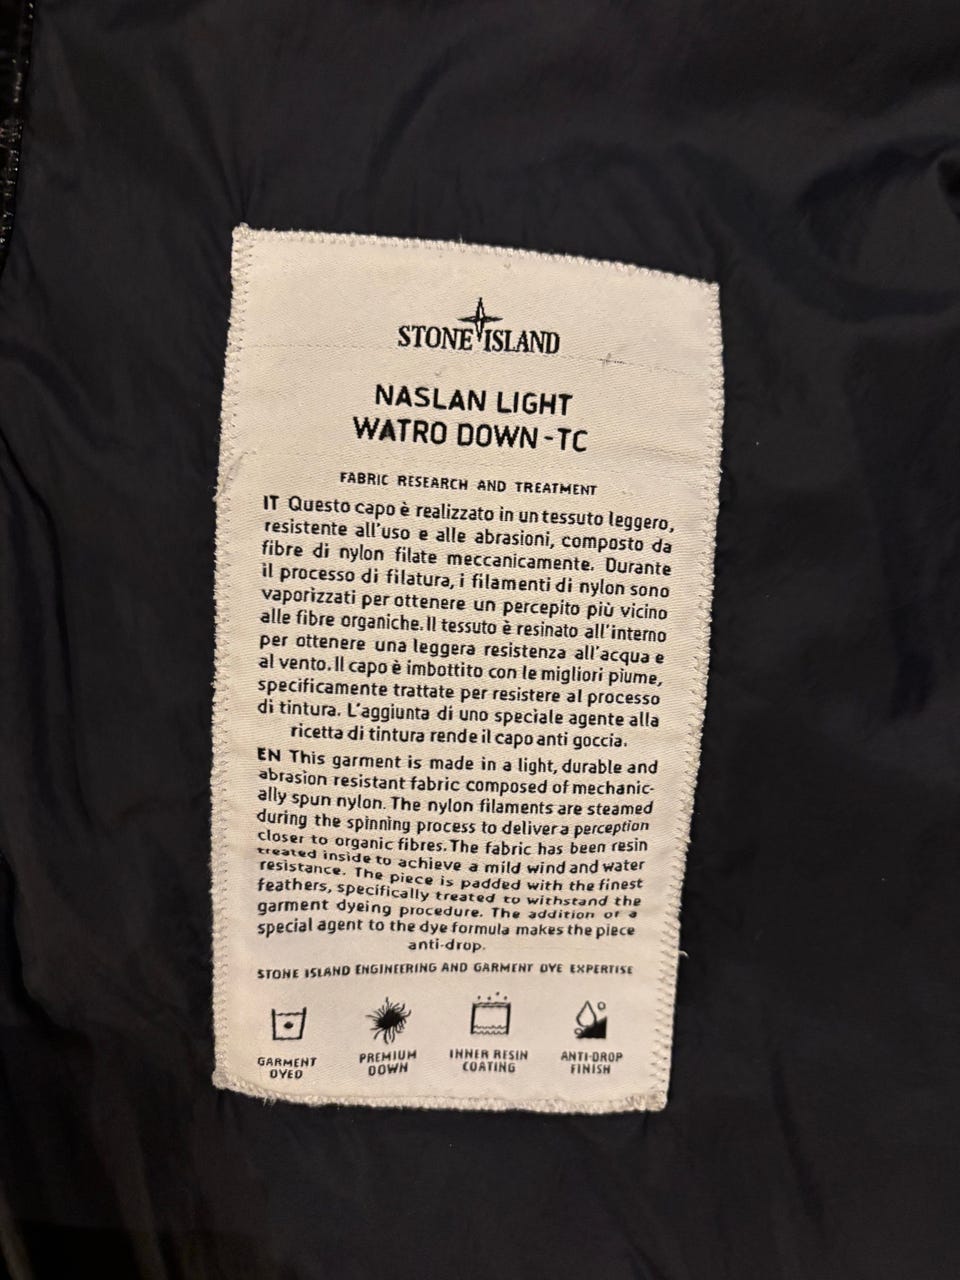 STONE ISLAND
NASLAN LIGHT
WATRO DOWN -TC
FABRIC RESEARCH AND TREATMENT
IT Questo capo è realizzato in un tessuto leggero,
resistente all'uso e alle abrasioni, composto da
fibre di nylon filate meccanicamente. Durante
il processo di filatura, i filamenti di nylon sono
vaporizzati per ottenere un percepito più vicino
alle fibre organiche. Il tessuto è resinato all'interno
per ottenere una leggera resistenza all'acqua e
al vento. Il capo è imbottito con le migliori piume,
specificamente trattate per resistere al processo
di tintura. L'aggiunta di uno speciale agente alla
ricetta di tintura rende il capo anti goccia.
EN This garment is made in a light, durable and
abrasion resistant fabric composed of mechanic-
ally spun nylon. The nylon filaments are steamed
during the spinning process to deliver a perception
closer to organic fibres. The fabric has been resin
treated inside to achieve a mild wind and water
resistance. The piece is padded with the finest
feathers, specifically treated to withstand the
garment dyeing procedure. The addition of a
special agent to the dye formula makes the piece
anti-drop.
STONE ISLAND ENGINEERING AND GARMENT DYE EXPERTISE
GARMENT
DYED
PREMIUM
DOWN
INNER RESIN
COATING
ANTI-DROP
FINISH